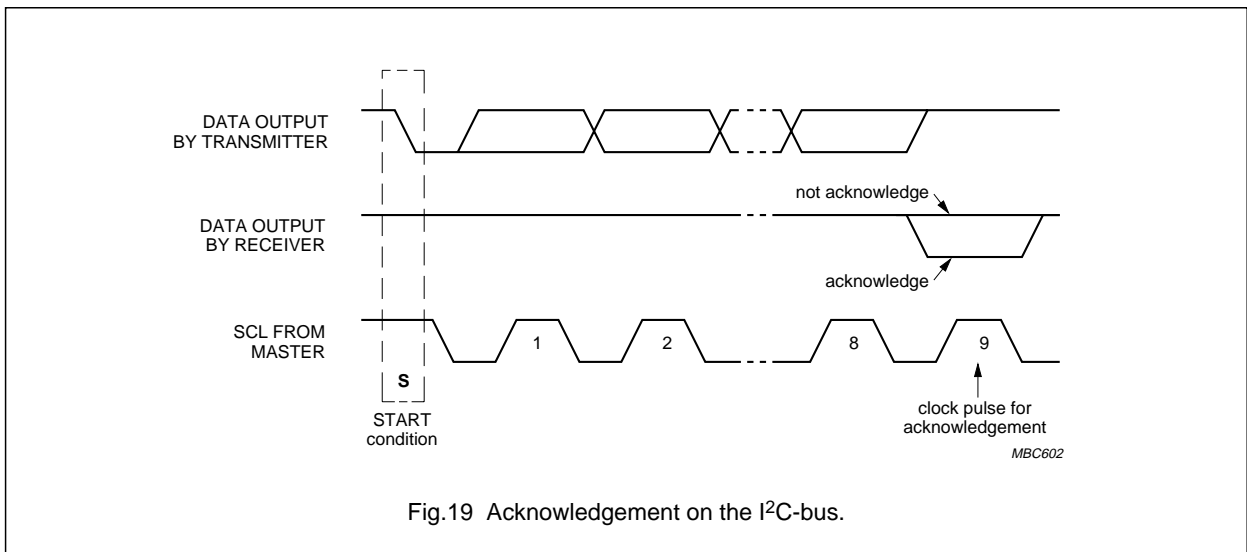 DATA OUTPUT
BY TRANSMITTER
not acknowledge
DATA OUTPUT
BY RECEIVER
acknowledge
SCL FROM
MASTER
1
2
8
9
S
START
condition
clock pulse for
acknowledgement
MBC602
Fig.19 Acknowledgement on the I²C-bus.